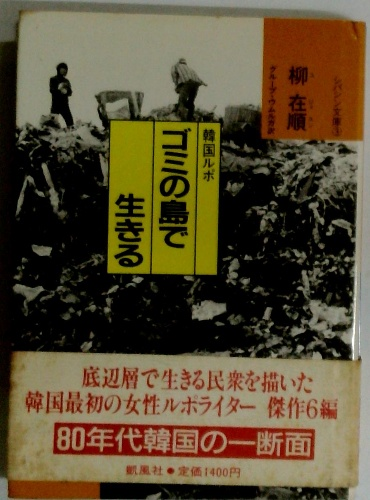 柳 在順
韓国ルポ
ゴミの島で
生きる
底辺層で生きる民衆を描いた
韓国最初の女性ルポライター 傑作6編
80年代韓国の一断面
凱風社●定価1400円